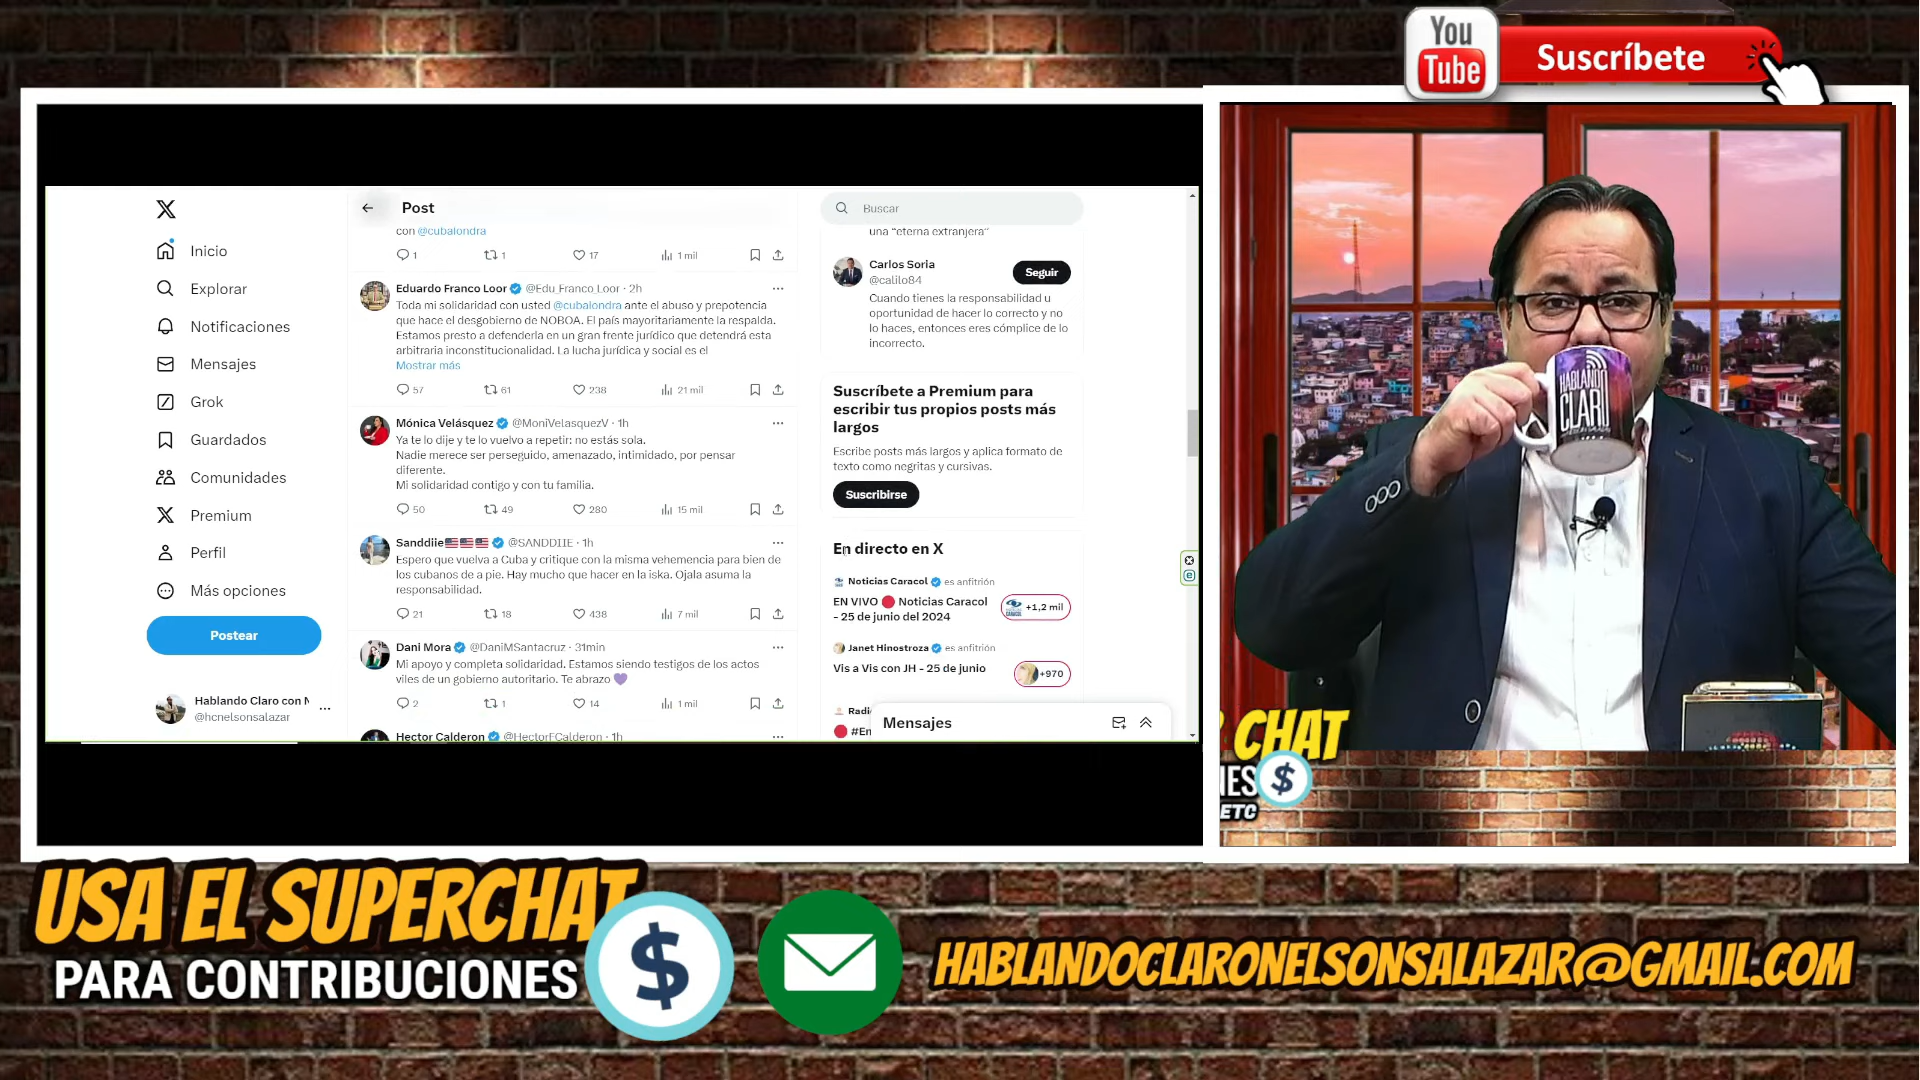 You
Tube
Suscríbete
Post
Buscar
Inicio
Explorar
Notificaciones
Mensajes
Grok
Guardados
Comunidades
Premium
Perfil
Más opciones
Postear
Hablando Claro con N
@hcnelsonsalazar
con @cubalondra
1 1 17 1 mil
Eduardo Franco Loor @Edu_Franco_Loor · 2h
Toda mi solidaridad con usted @cubalondra ante el abuso y prepotencia
que hace el desgobierno de NOBOA. El país mayoritariamente la respalda.
Estamos presto a defenderla en un gran frente jurídico que detendrá esta
arbitraria inconstitucionalidad. La lucha jurídica y social es el
Mostrar más
57 61 238 21 mil
Mónica Velásquez @MoniVelasquezV · 1h
Ya te lo dije y te lo vuelvo a repetir: no estás sola.
Nadie merece ser perseguido, amenazado, intimidado, por pensar
diferente.
Mi solidaridad contigo y con tu familia.
50 49 280 15 mil
Sanddiie @SANDDIIE · 1h
Espero que vuelva a Cuba y critique con la misma vehemencia para bien de
los cubanos de a pie. Hay mucho que hacer en la iska. Ojala asuma la
responsabilidad.
21 18 438 7 mil
Dani Mora @DaniMSantacruz · 31min
Mi apoyo y completa solidaridad. Estamos siendo testigos de los actos
viles de un gobierno autoritario. Te abrazo
2 1 14 1 mil
Hector Calderon @HectorFCalderon · 1h
una "eterna extranjera"
Carlos Soria
@calilo84
Seguir
Cuando tienes la responsabilidad u
oportunidad de hacer lo correcto y no
lo haces, entonces eres cómplice de lo
incorrecto.
Suscríbete a Premium para
escribir tus propios posts más
largos
Escribe posts más largos y aplica formato de
texto como negritas y cursivas.
Suscribirse
En directo en X
Noticias Caracol es anfitrión
EN VIVO Noticias Caracol
- 25 de junio del 2024
+1,2 mil
Janet Hinostroza es anfitrión
Vis a Vis con JH - 25 de junio
+970
Radi
#En
Mensajes
HABLANDO
CLARO
CHAT
NES $
ETC
USA EL SUPERCHAT
PARA CONTRIBUCIONES
$
HABLANDOCLARONELSONSALAZAR@GMAIL.COM